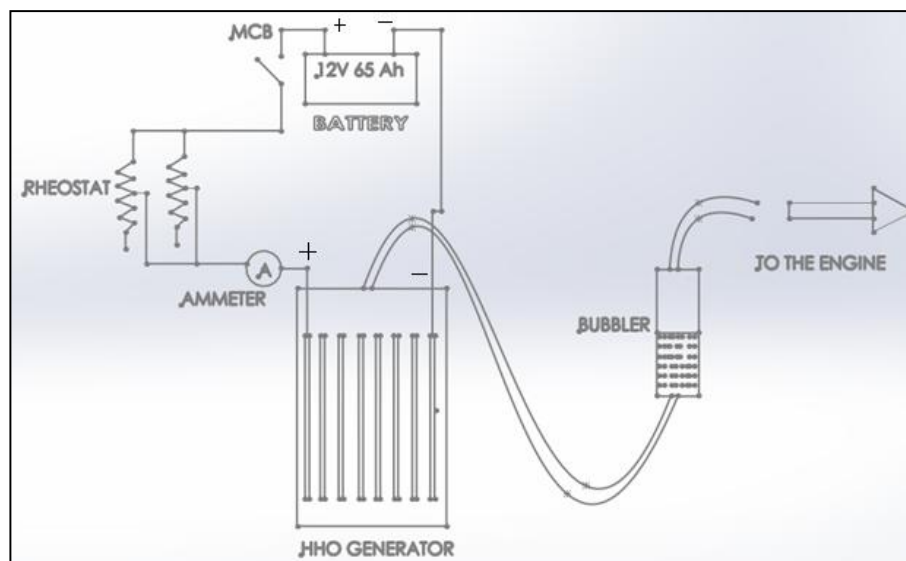 MCB
+ −
12V 65 Ah
BATTERY
RHEOSTAT
TO THE ENGINE
+
−
A
AMMETER
BUBBLER
HHO GENERATOR